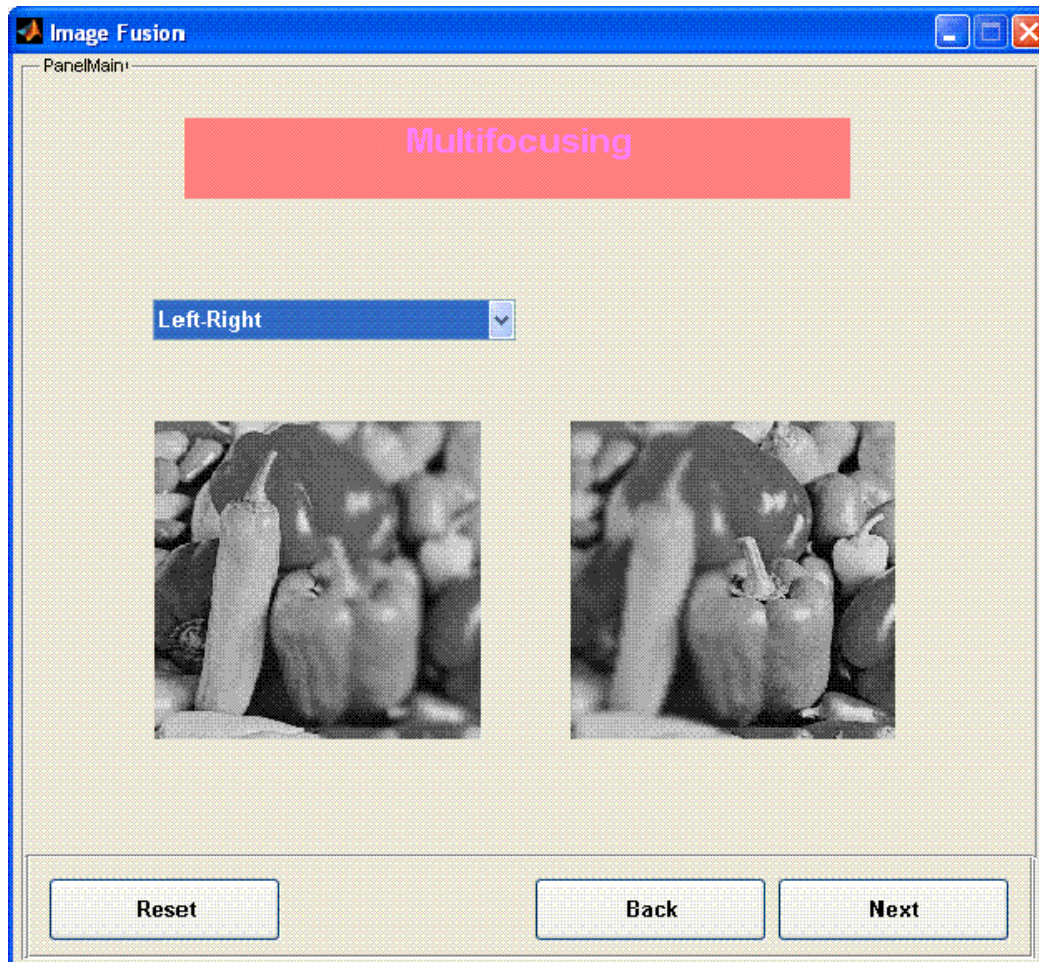 Image Fusion
PanelMain
Multifocusing
Left-Right
Reset
Back
Next